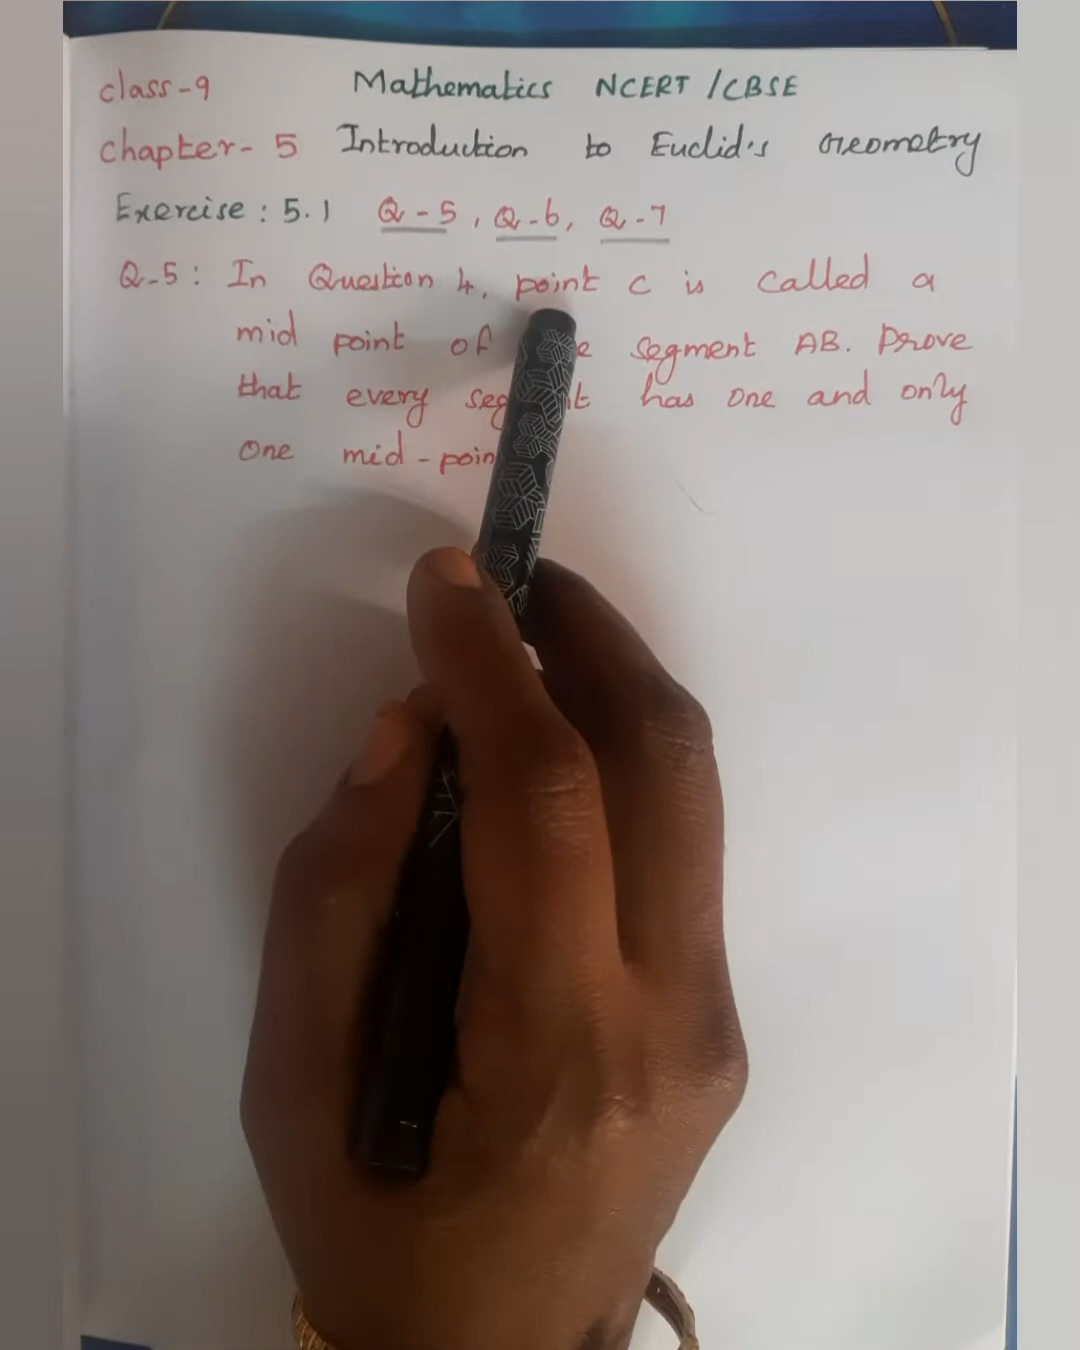 class-9 Mathematics NCERT /CBSE
chapter- 5 Introduction to Euclid's Geometry
Exercise: 5.1 Q-5, Q-6, Q-7
Q-5: In Question 4, point C is called a
mid point of segment AB. Prove
that every has one and only
one mid-